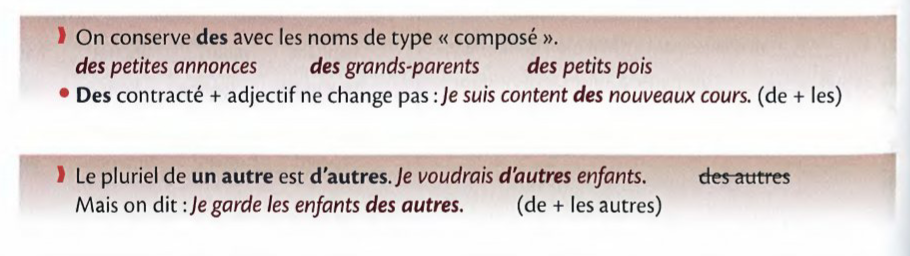 On conserve des avec les noms de type « composé ».
des petites annonces des grands-parents des petits pois
• Des contracté + adjectif ne change pas : Je suis content des nouveaux cours. (de + les)
Le pluriel de un autre est d'autres. Je voudrais d'autres enfants. des autres
Mais on dit : Je garde les enfants des autres. (de + les autres)